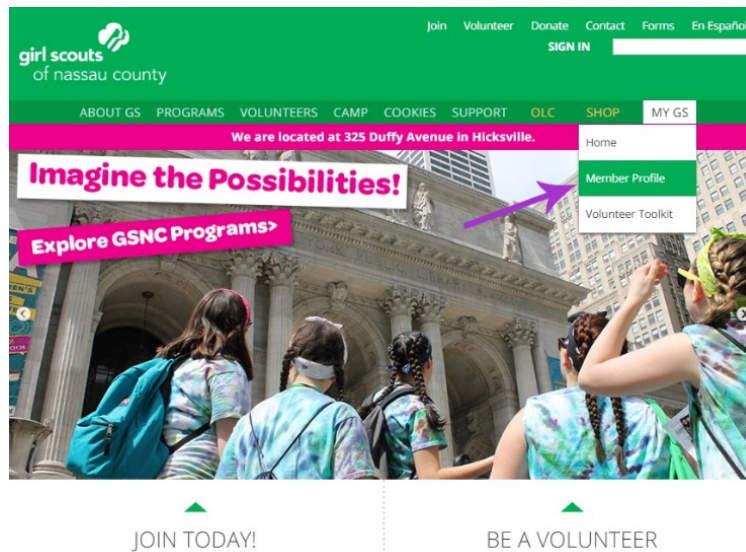 Join Volunteer Donate Contact Forms En Español
SIGN IN
girl scouts
of nassau county
ABOUT GS PROGRAMS VOLUNTEERS CAMP COOKIES SUPPORT OLC SHOP MY GS
We are located at 325 Duffy Avenue in Hicksville.
Home
Member Profile
Volunteer Toolkit
Imagine the Possibilities!
Explore GSNC Programs>
PUBLIC LIBRARY
JOIN TODAY!
BE A VOLUNTEER